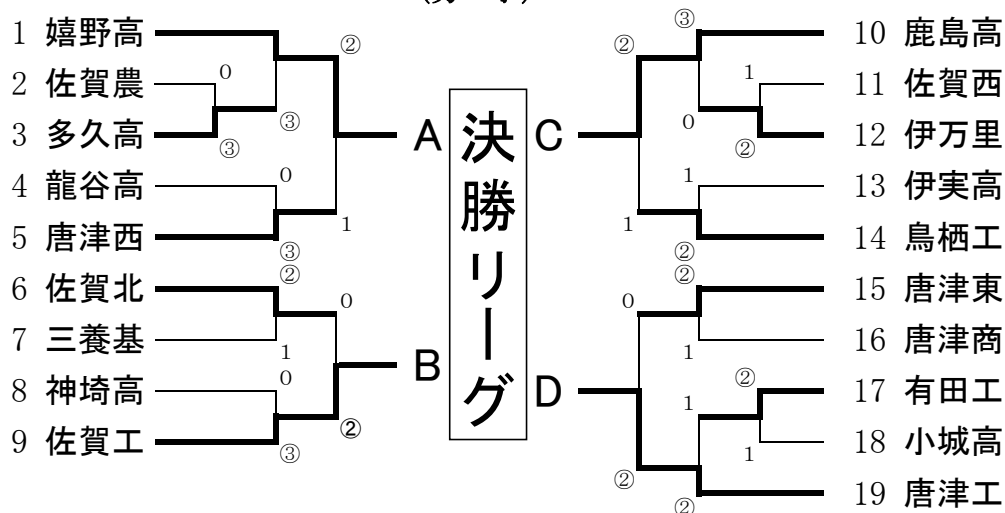 1 嬉野高
2 佐賀農
3 多久高
4 龍谷高
5 唐津西
6 佐賀北
7 三養基
8 神埼高
9 佐賀工
0
③
③
②
0
③
1
②
1
0
③
0
②
A
B
決勝リーグ
C
D
②
1
0
②
③
0
1
②
1
②
②
1
1
②
②
1
10 鹿島高
11 佐賀西
12 伊万里
13 伊実高
14 鳥栖工
15 唐津東
16 唐津商
17 有田工
18 小城高
19 唐津工